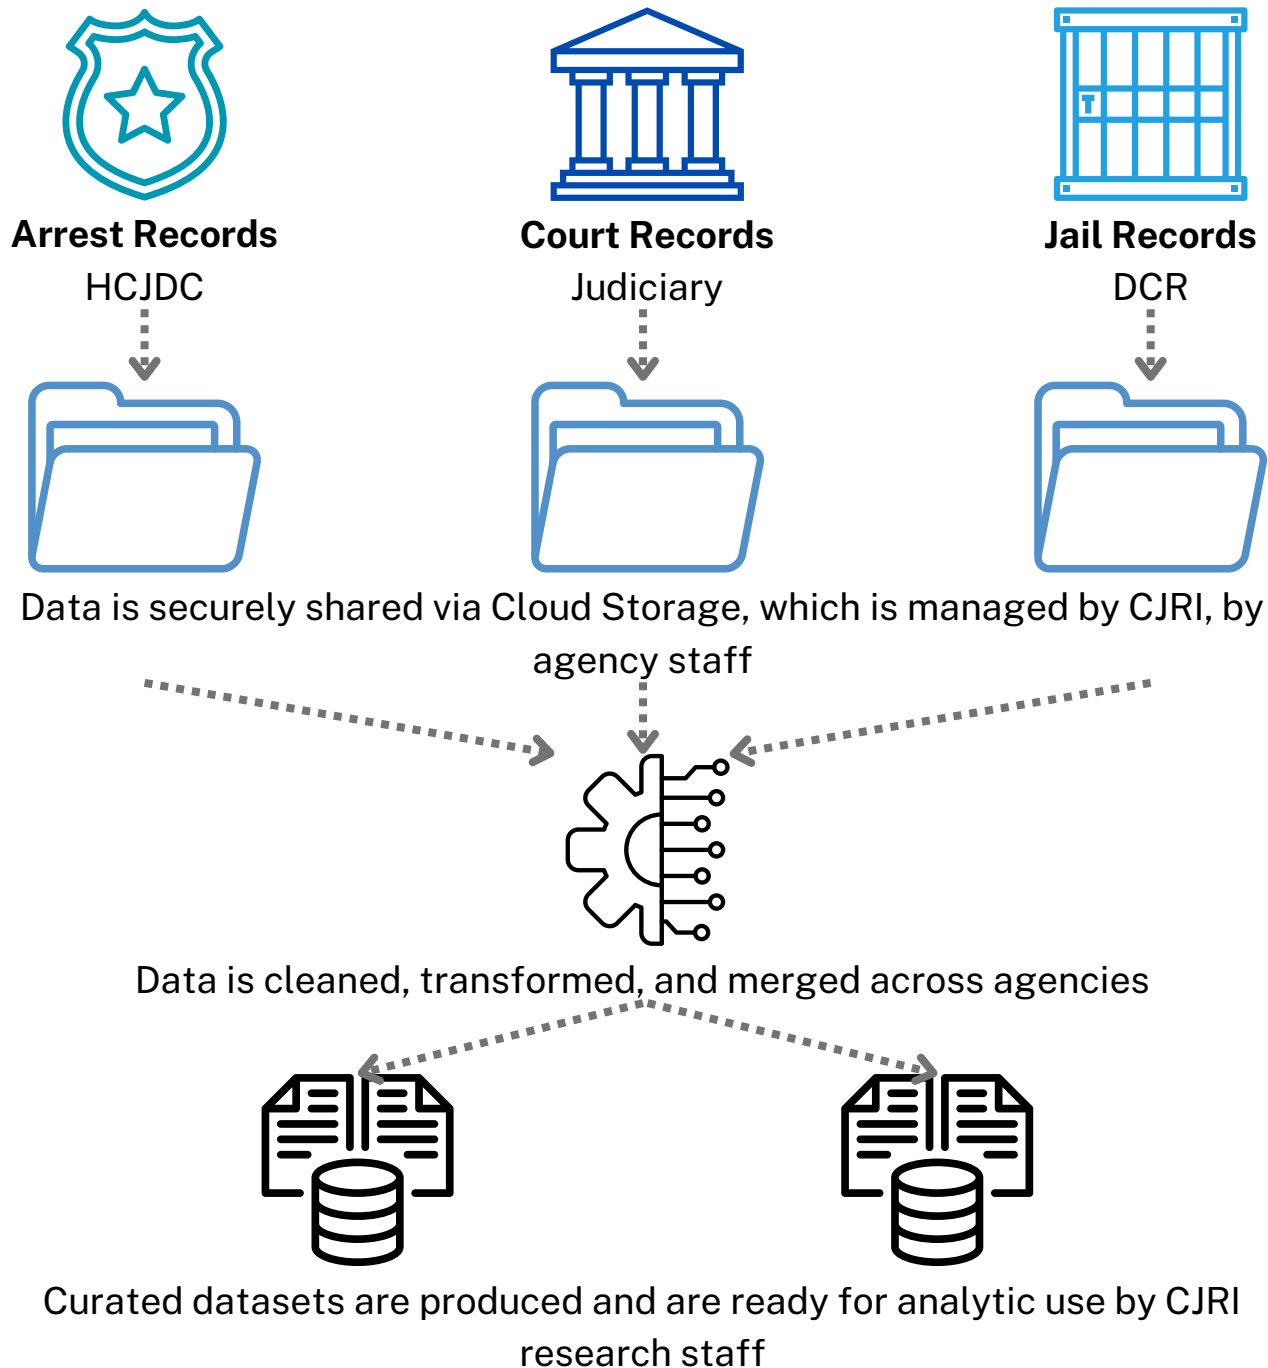 Arrest Records
Court Records
Jail Records
HCJDC
Judiciary
DCR
Data is securely shared via Cloud Storage, which is managed by CJRI, by
agency staff
Data is cleaned, transformed, and merged across agencies
Curated datasets are produced and are ready for analytic use by CJRI
research staff